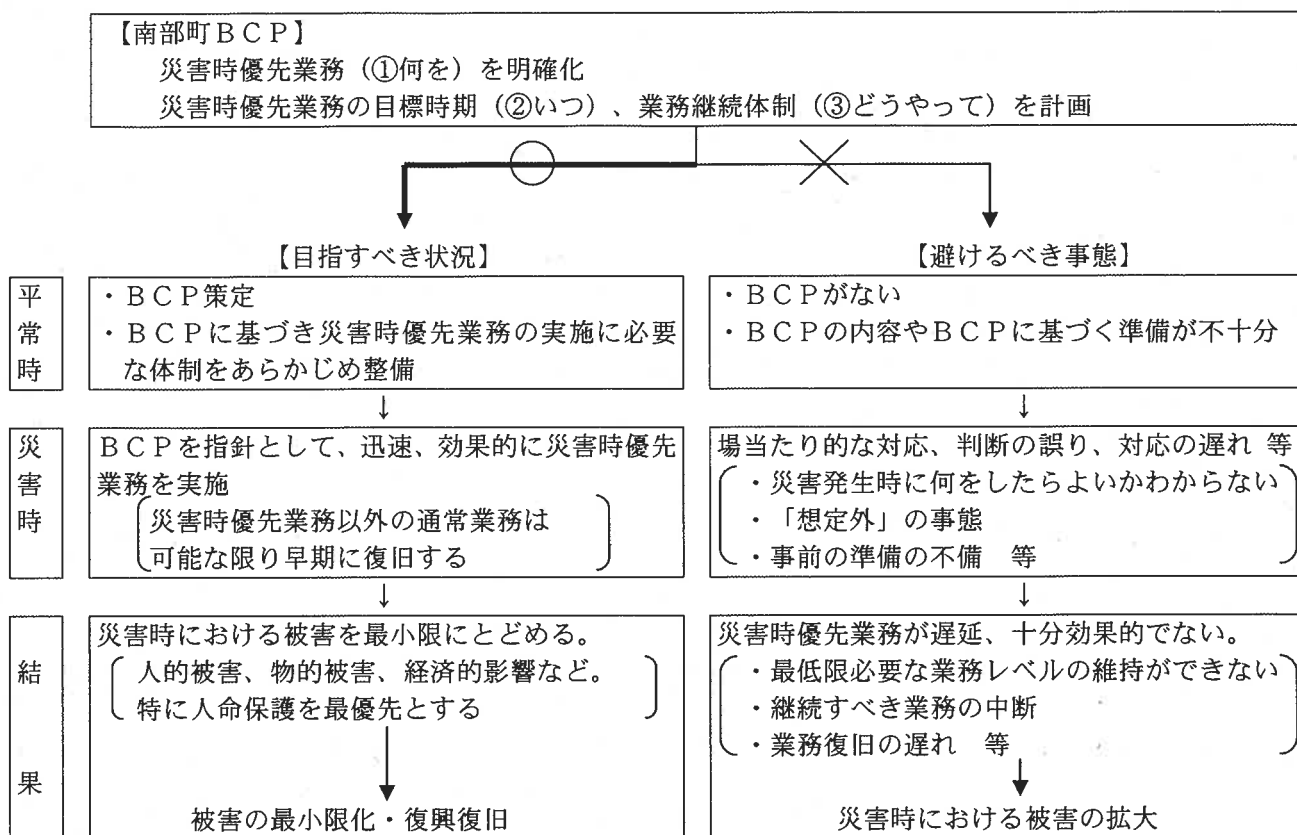 【南部町ＢＣＰ】
災害時優先業務（①何を）を明確化
災害時優先業務の目標時期（②いつ）、業務継続体制（③どうやって）を計画
【目指すべき状況】
【避けるべき事態】
平常時
・ＢＣＰ策定
・ＢＣＰに基づき災害時優先業務の実施に必要
な体制をあらかじめ整備
・ＢＣＰがない
・ＢＣＰの内容やＢＣＰに基づく準備が不十分
災害時
ＢＣＰを指針として、迅速、効果的に災害時優先
業務を実施
災害時優先業務以外の通常業務は
可能な限り早期に復旧する
場当たり的な対応、判断の誤り、対応の遅れ 等
・災害発生時に何をしたらよいかわからない
・「想定外」の事態
・事前の準備の不備　等
結果
災害時における被害を最小限にとどめる。
人的被害、物的被害、経済的影響など。
特に人命保護を最優先とする
被害の最小限化・復興復旧
災害時優先業務が遅延、十分効果的でない。
・最低限必要な業務レベルの維持ができない
・継続すべき業務の中断
・業務復旧の遅れ　等
災害時における被害の拡大